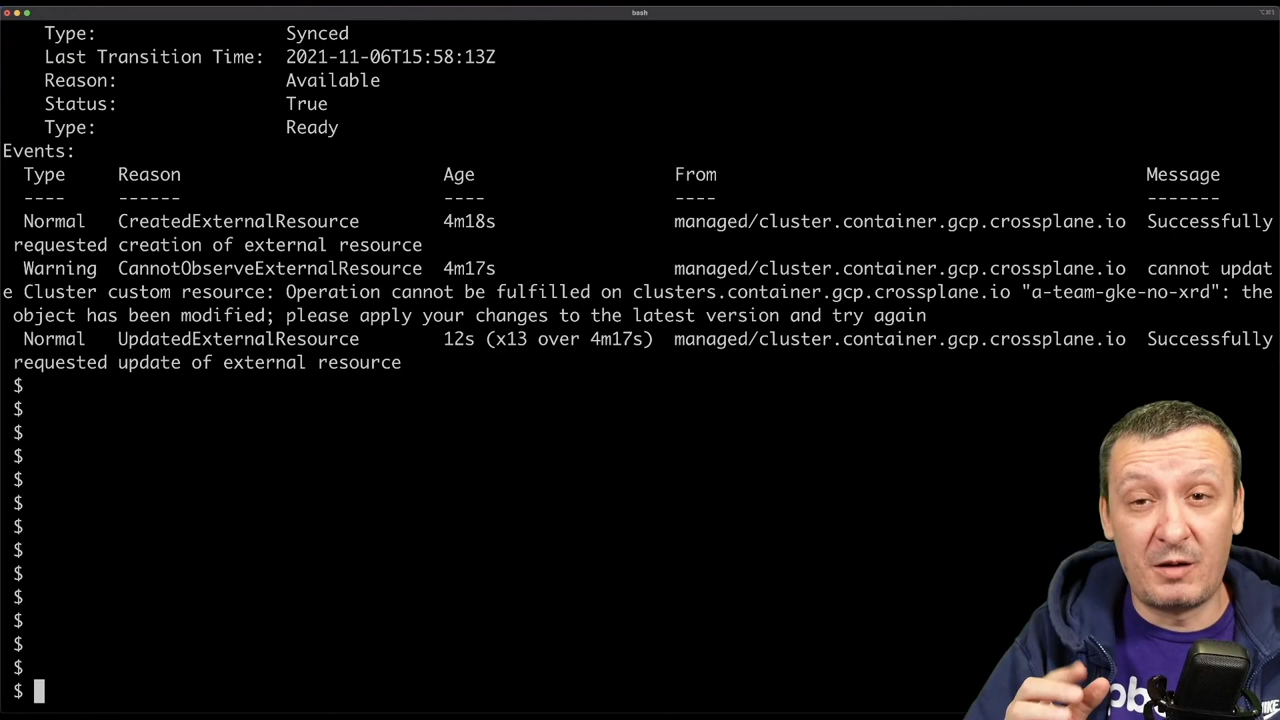 bash
⌥⌘1
Type: Synced
Last Transition Time: 2021-11-06T15:58:13Z
Reason: Available
Status: True
Type: Ready
Events:
Type Reason Age From Message
---- ------ ---- ---- -------
Normal CreatedExternalResource 4m18s managed/cluster.container.gcp.crossplane.io Successfully
requested creation of external resource
Warning CannotObserveExternalResource 4m17s managed/cluster.container.gcp.crossplane.io cannot updat
e Cluster custom resource: Operation cannot be fulfilled on clusters.container.gcp.crossplane.io "a-team-gke-no-xrd": the
object has been modified; please apply your changes to the latest version and try again
Normal UpdatedExternalResource 12s (x13 over 4m17s) managed/cluster.container.gcp.crossplane.io Successfully
requested update of external resource
$
$
$
$
$
$
$
$
$
$
$
$
$
$